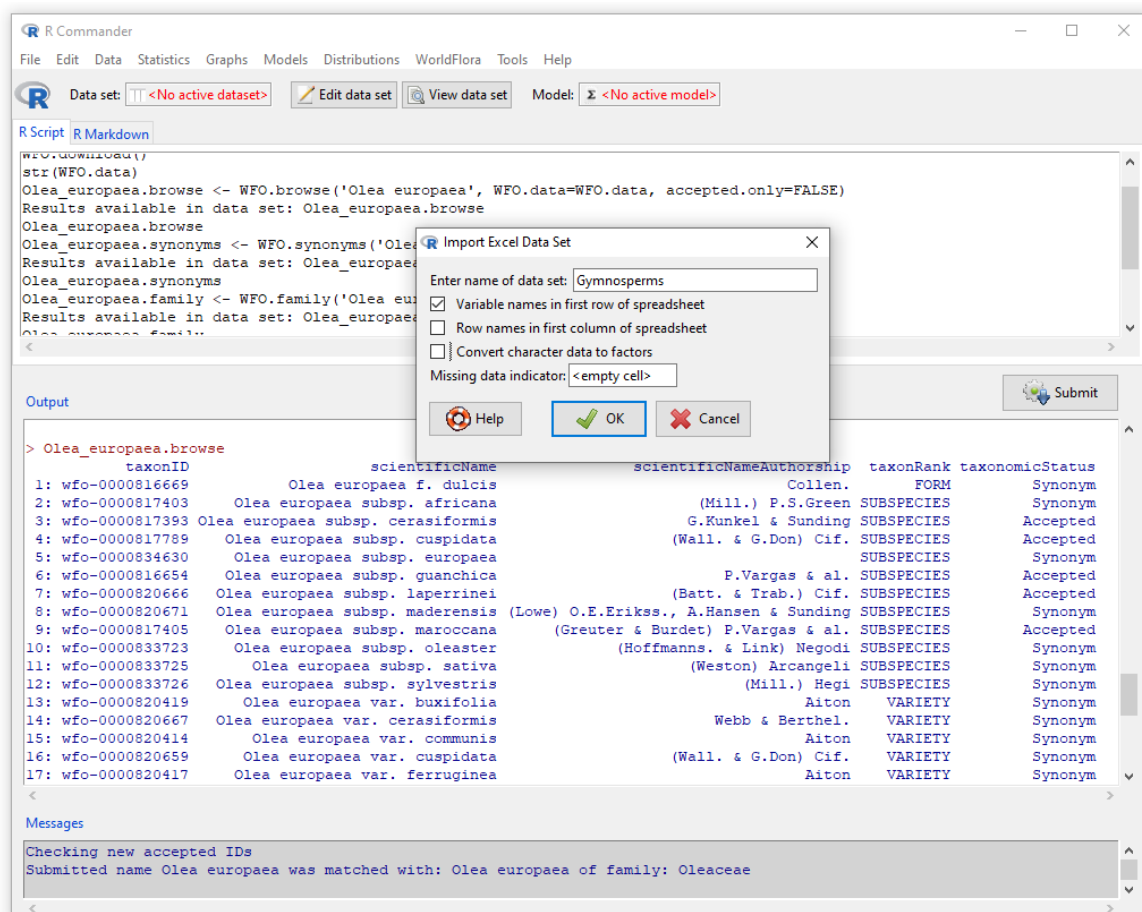 R Commander
File Edit Data Statistics Graphs Models Distributions WorldFlora Tools Help
Data set: <No active dataset> Edit data set View data set Model: Σ <No active model>
R Script R Markdown
WFO.download()
str(WFO.data)
Olea_europaea.browse <- WFO.browse('Olea europaea', WFO.data=WFO.data, accepted.only=FALSE)
Results available in data set: Olea_europaea.browse
Olea_europaea.browse
Olea_europaea.synonyms <- WFO.synonyms('Olea
Results available in data set: Olea_europaea
Olea_europaea.synonyms
Olea_europaea.family <- WFO.family('Olea eur
Results available in data set: Olea_europaea
Olea_europaea.family
Import Excel Data Set
Enter name of data set: Gymnosperms
Variable names in first row of spreadsheet
Row names in first column of spreadsheet
Convert character data to factors
Missing data indicator: <empty cell>
Help OK Cancel
Output
Submit
> Olea_europaea.browse
taxonID scientificName scientificNameAuthorship taxonRank taxonomicStatus
1: wfo-0000816669 Olea europaea f. dulcis Collen. FORM Synonym
2: wfo-0000817403 Olea europaea subsp. africana (Mill.) P.S.Green SUBSPECIES Synonym
3: wfo-0000817393 Olea europaea subsp. cerasiformis G.Kunkel & Sunding SUBSPECIES Accepted
4: wfo-0000817789 Olea europaea subsp. cuspidata (Wall. & G.Don) Cif. SUBSPECIES Accepted
5: wfo-0000834630 Olea europaea subsp. europaea SUBSPECIES Synonym
6: wfo-0000816654 Olea europaea subsp. guanchica P.Vargas & al. SUBSPECIES Accepted
7: wfo-0000820666 Olea europaea subsp. laperrinei (Batt. & Trab.) Cif. SUBSPECIES Accepted
8: wfo-0000820671 Olea europaea subsp. maderensis (Lowe) O.E.Erikss., A.Hansen & Sunding SUBSPECIES Synonym
9: wfo-0000817405 Olea europaea subsp. maroccana (Greuter & Burdet) P.Vargas & al. SUBSPECIES Accepted
10: wfo-0000833723 Olea europaea subsp. oleaster (Hoffmanns. & Link) Negodi SUBSPECIES Synonym
11: wfo-0000833725 Olea europaea subsp. sativa (Weston) Arcangeli SUBSPECIES Synonym
12: wfo-0000833726 Olea europaea subsp. sylvestris (Mill.) Hegi SUBSPECIES Synonym
13: wfo-0000820419 Olea europaea var. buxifolia Aiton VARIETY Synonym
14: wfo-0000820667 Olea europaea var. cerasiformis Webb & Berthel. VARIETY Synonym
15: wfo-0000820414 Olea europaea var. communis Aiton VARIETY Synonym
16: wfo-0000820659 Olea europaea var. cuspidata (Wall. & G.Don) Cif. VARIETY Synonym
17: wfo-0000820417 Olea europaea var. ferruginea Aiton VARIETY Synonym
Messages
Checking new accepted IDs
Submitted name Olea europaea was matched with: Olea europaea of family: Oleaceae